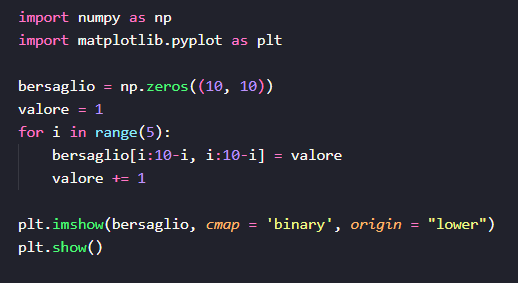 import numpy as np
import matplotlib.pyplot as plt

bersaglio = np.zeros((10, 10))
valore = 1
for i in range(5):
    bersaglio[i:10-i, i:10-i] = valore
    valore += 1

plt.imshow(bersaglio, cmap = 'binary', origin = "lower")
plt.show()